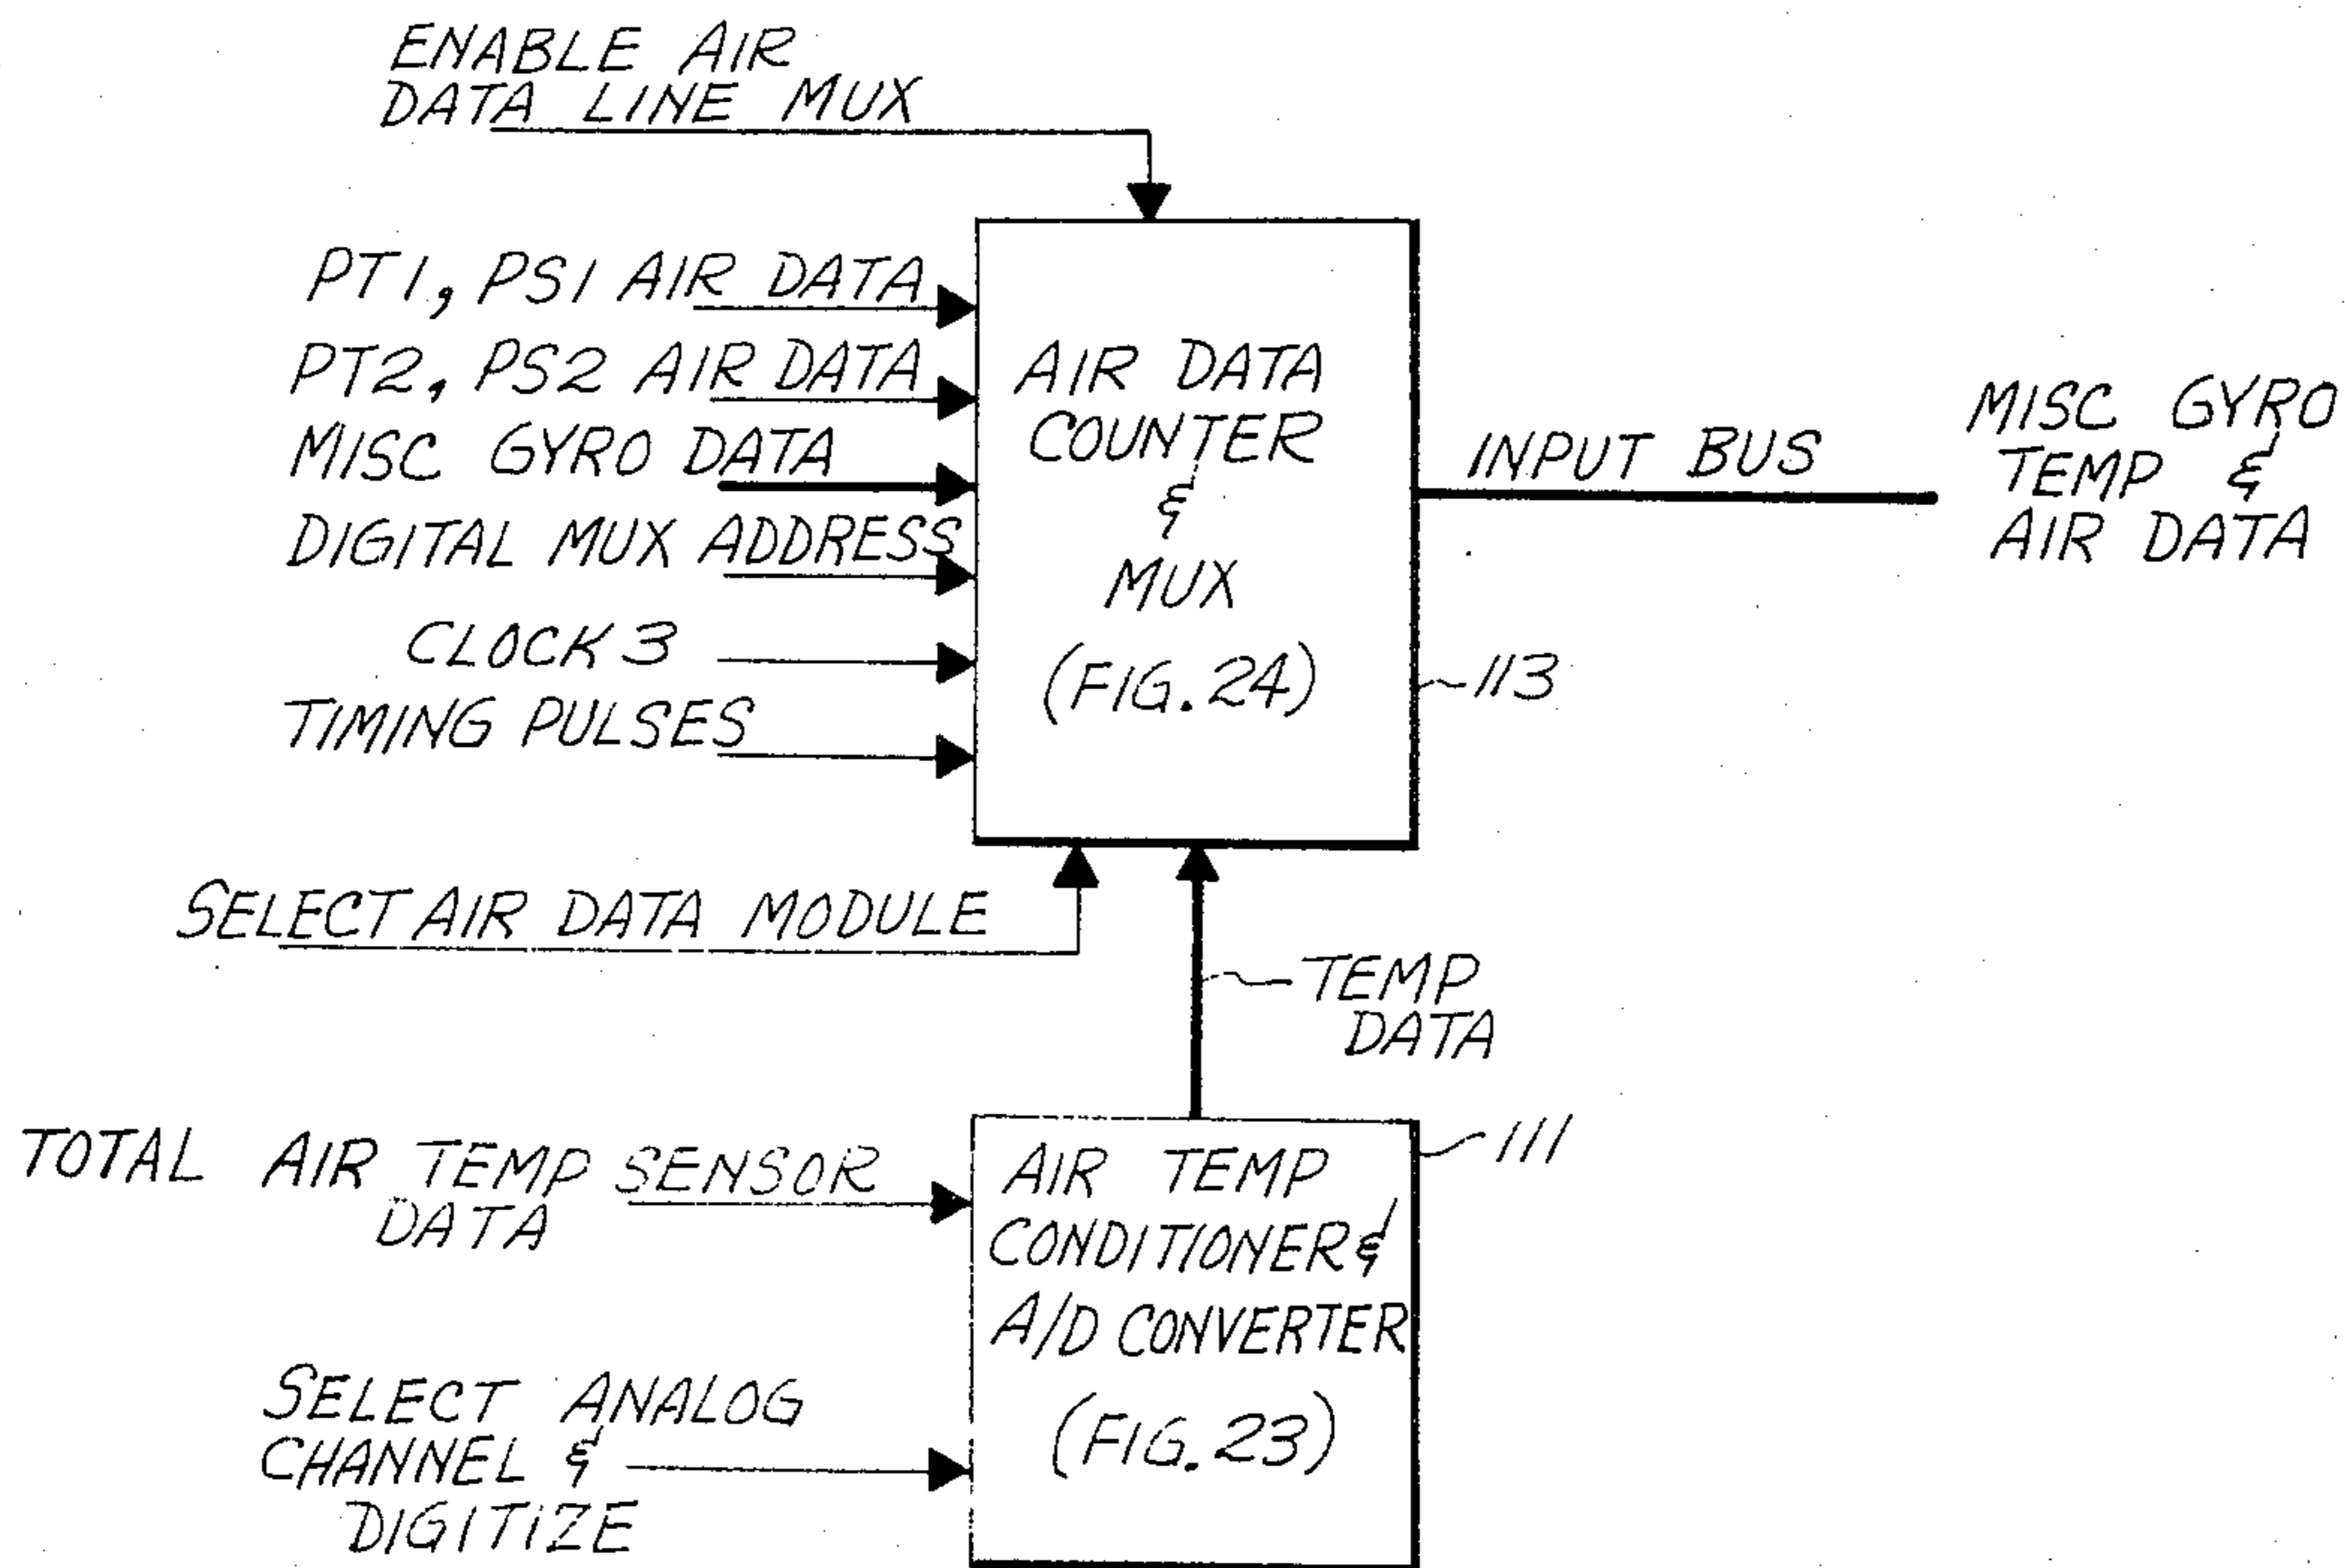 ENABLE AIR
DATA LINE MUX
PT1, PS1 AIR DATA
PT2, PS2 AIR DATA
MISC GYRO DATA
DIGITAL MUX ADDRESS
CLOCK 3
TIMING PULSES
AIR DATA
COUNTER
&
MUX
(FIG. 24)
113
INPUT BUS
MISC GYRO
TEMP &
AIR DATA
SELECT AIR DATA MODULE
TEMP
DATA
TOTAL AIR TEMP SENSOR
DATA
SELECT ANALOG
CHANNEL &
DIGITIZE
AIR TEMP
CONDITIONER &
A/D CONVERTER
(FIG. 23)
111